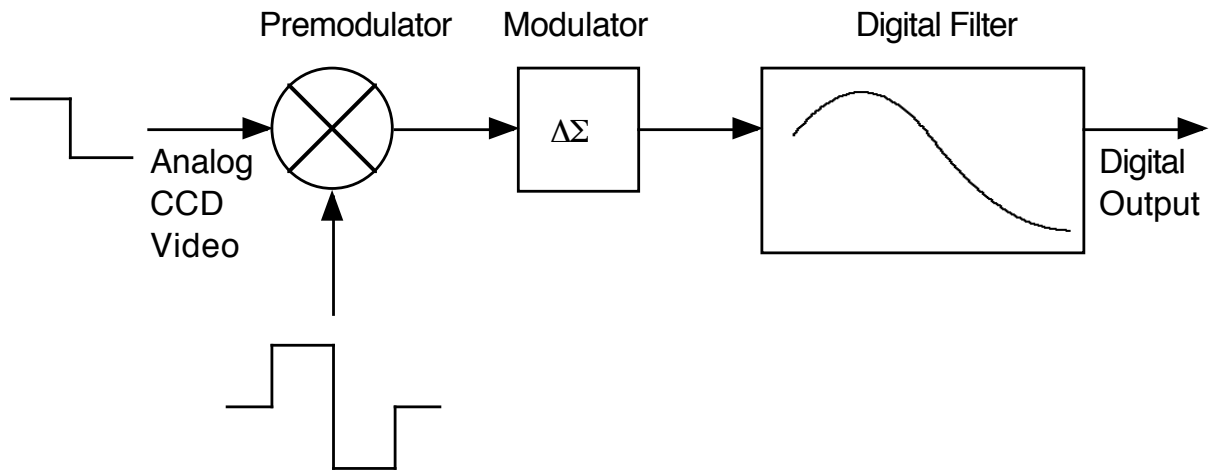 Premodulator
Modulator
Digital Filter
Analog
CCD
Video
ΔΣ
Digital
Output